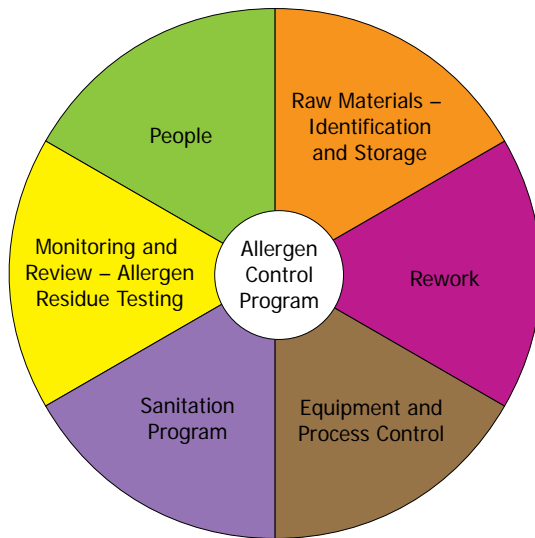 People
Raw Materials –
Identification
and Storage
Monitoring and
Review – Allergen
Residue Testing
Allergen
Control
Program
Rework
Sanitation
Program
Equipment and
Process Control